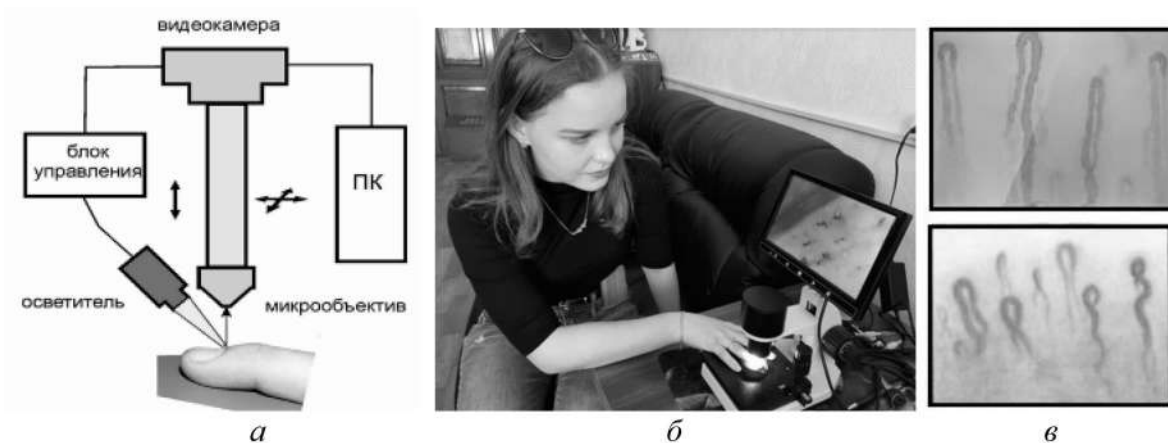 видеокамера
блок
управления
ПК
осветитель
микрообъектив
а
б
в